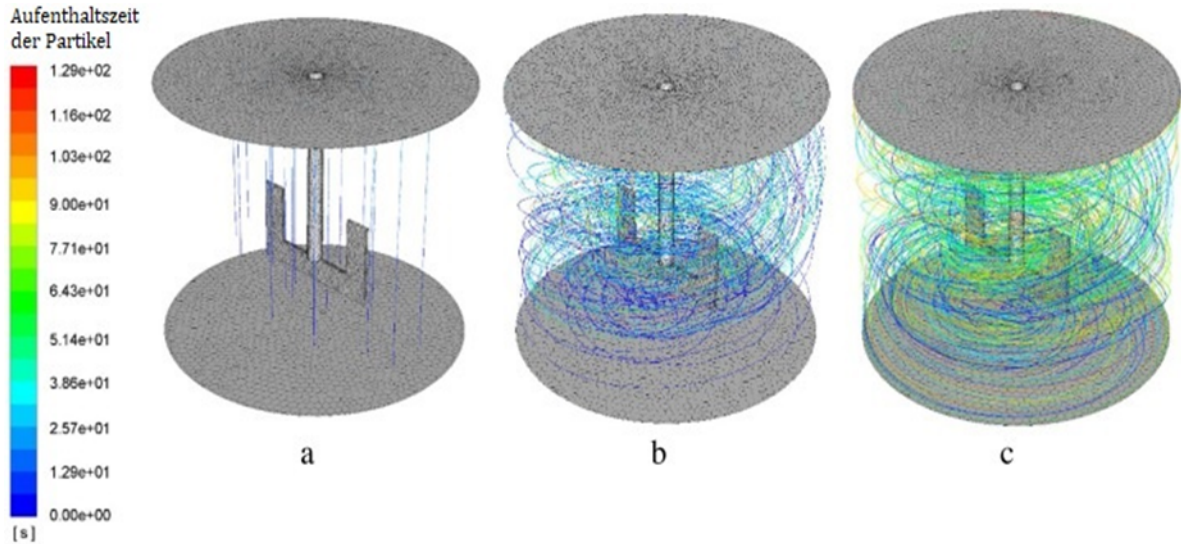 Aufenthaltszeit
der Partikel
1.29e+02
1.16e+02
1.03e+02
9.00e+01
7.71e+01
6.43e+01
5.14e+01
3.86e+01
2.57e+01
1.29e+01
0.00e+00
[s]
a
b
c